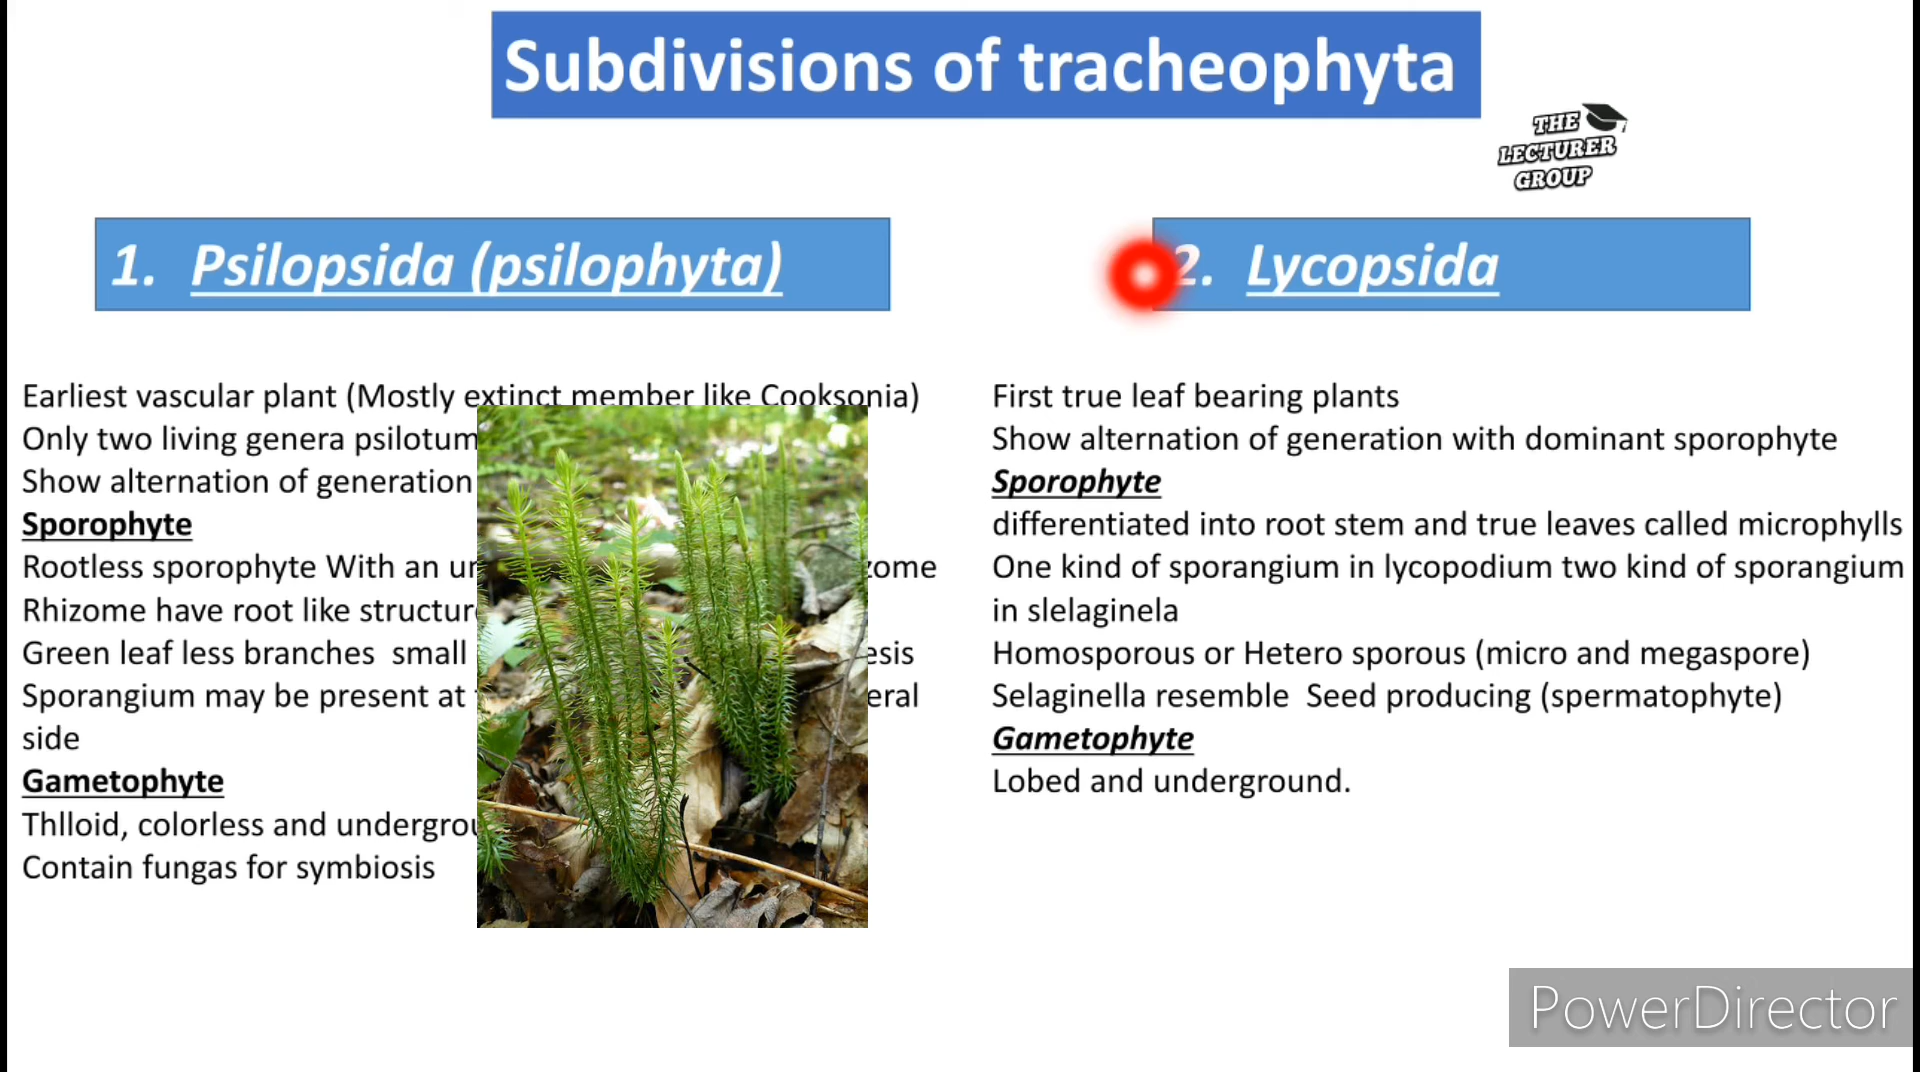 Subdivisions of tracheophyta
THE
LECTURER
GROUP
1. Psilopsida (psilophyta)
Earliest vascular plant (Mostly extinct member like Cooksonia)
Only two living genera psilotum
Show alternation of generation
Sporophyte
Rootless sporophyte With an
Rhizome have root like
Green leaf less branches small
Sporangium may be present at
side
Gametophyte
Thlloid, colorless and
Contain fungas for symbiosis
2. Lycopsida
First true leaf bearing plants
Show alternation of generation with dominant sporophyte
Sporophyte
differentiated into root stem and true leaves called microphylls
One kind of sporangium in lycopodium two kind of sporangium
in slelaginela
Homosporous or Hetero sporous (micro and megaspore)
Selaginella resemble Seed producing (spermatophyte)
Gametophyte
Lobed and underground.
PowerDirector